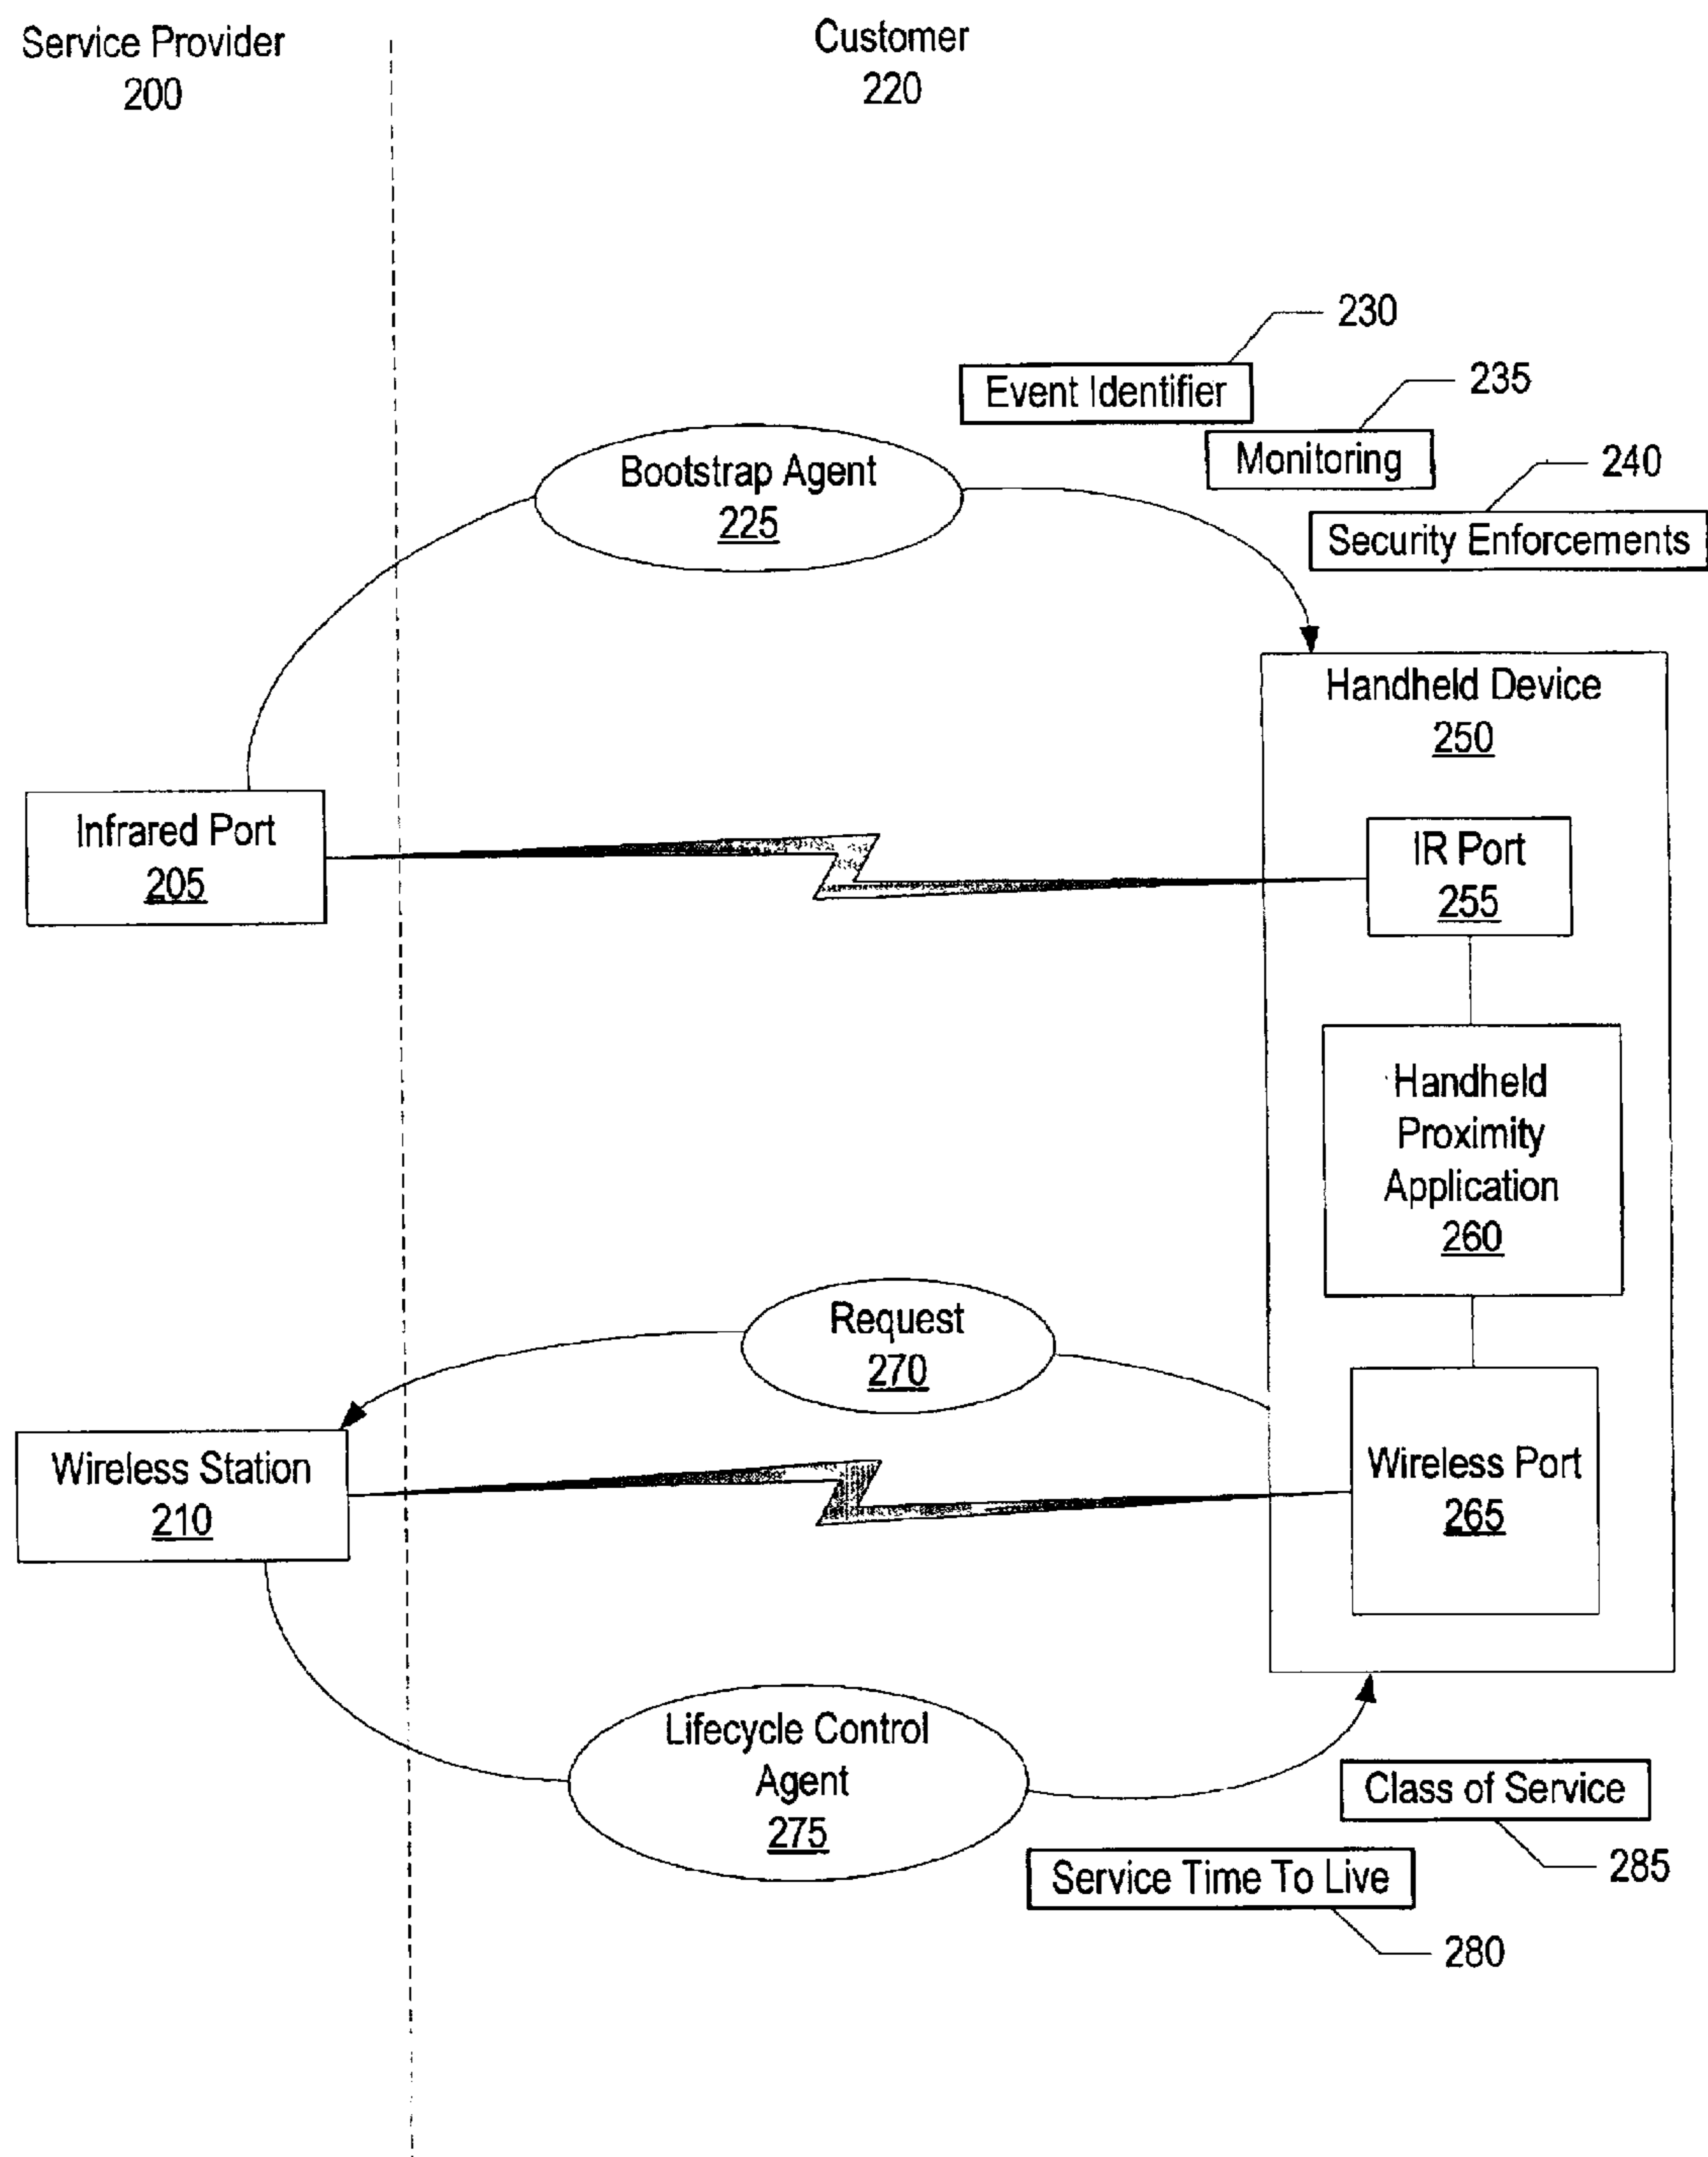 Service Provider
200
Customer
220
230
Event Identifier
235
Monitoring
240
Security Enforcements
Bootstrap Agent
225
Handheld Device
250
Infrared Port
205
IR Port
255
Handheld
Proximity
Application
260
Request
270
Wireless Station
210
Wireless Port
265
Lifecycle Control
Agent
275
Class of Service
285
Service Time To Live
280